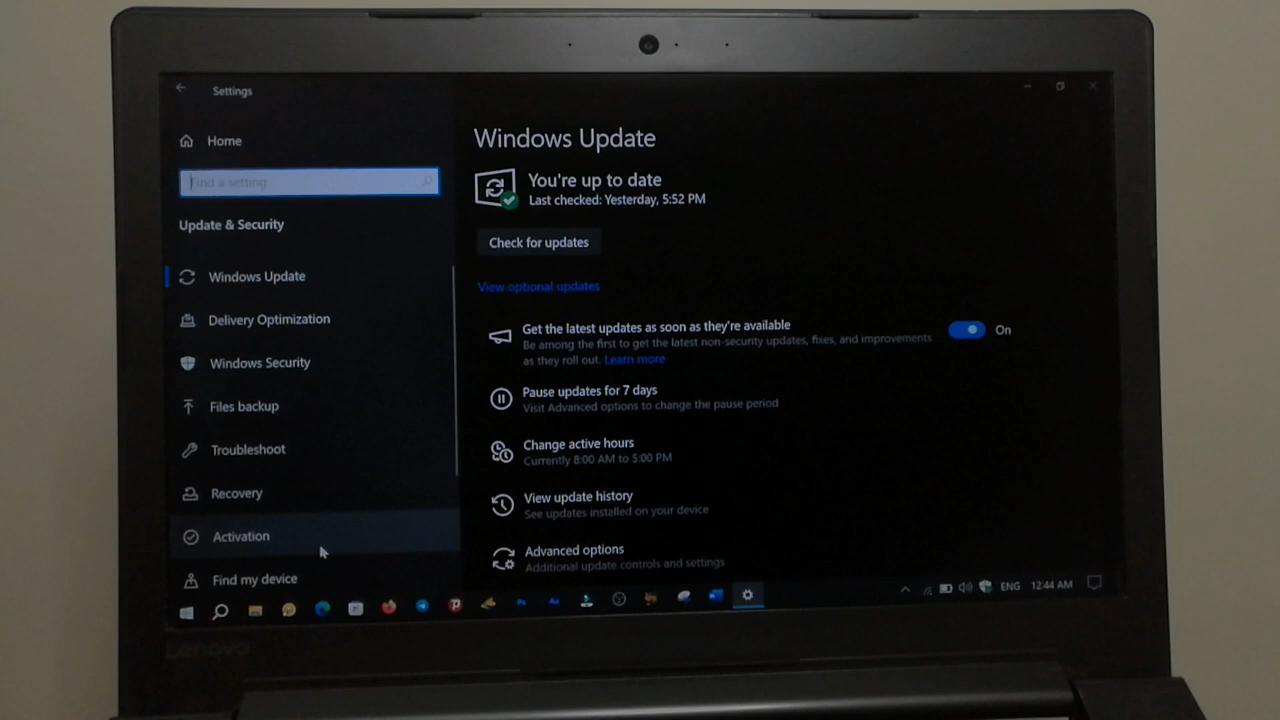 Settings
Home
Find a setting
Update & Security
Windows Update
Delivery Optimization
Windows Security
Files backup
Troubleshoot
Recovery
Activation
Find my device
Windows Update
You're up to date
Last checked: Yesterday, 5:52 PM
Check for updates
View optional updates
Get the latest updates as soon as they're available
Be among the first to get the latest non-security updates, fixes, and improvements
as they roll out. Learn more
On
Pause updates for 7 days
Visit Advanced options to change the pause period
Change active hours
Currently 8:00 AM to 5:00 PM
View update history
See updates installed on your device
Advanced options
Additional update controls and settings
Ps
ENG
12:44 AM
Lenovo